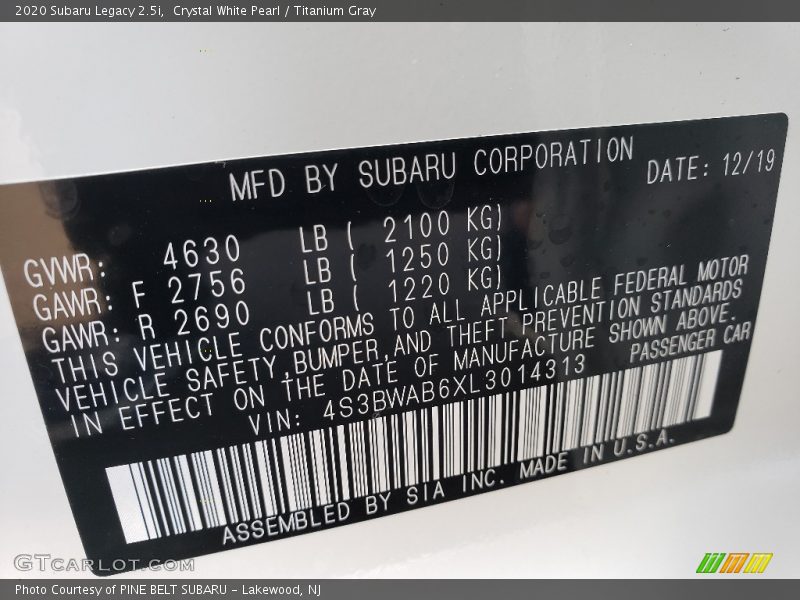 2020 Subaru Legacy 2.5i, Crystal White Pearl / Titanium Gray
MFD BY SUBARU CORPORATION DATE: 12/19
GVWR: 4630 LB ( 2100 KG)
GAWR: F 2756 LB ( 1250 KG)
GAWR: R 2690 LB ( 1220 KG)
THIS VEHICLE CONFORMS TO ALL APPLICABLE FEDERAL MOTOR
VEHICLE SAFETY,BUMPER,AND THEFT PREVENTION STANDARDS
IN EFFECT ON THE DATE OF MANUFACTURE SHOWN ABOVE.
VIN: 4S3BWAB6XL3014313 PASSENGER CAR
ASSEMBLED BY SIA INC. MADE IN U.S.A.
GTCARLOT.COM
Photo Courtesy of PINE BELT SUBARU - Lakewood, NJ